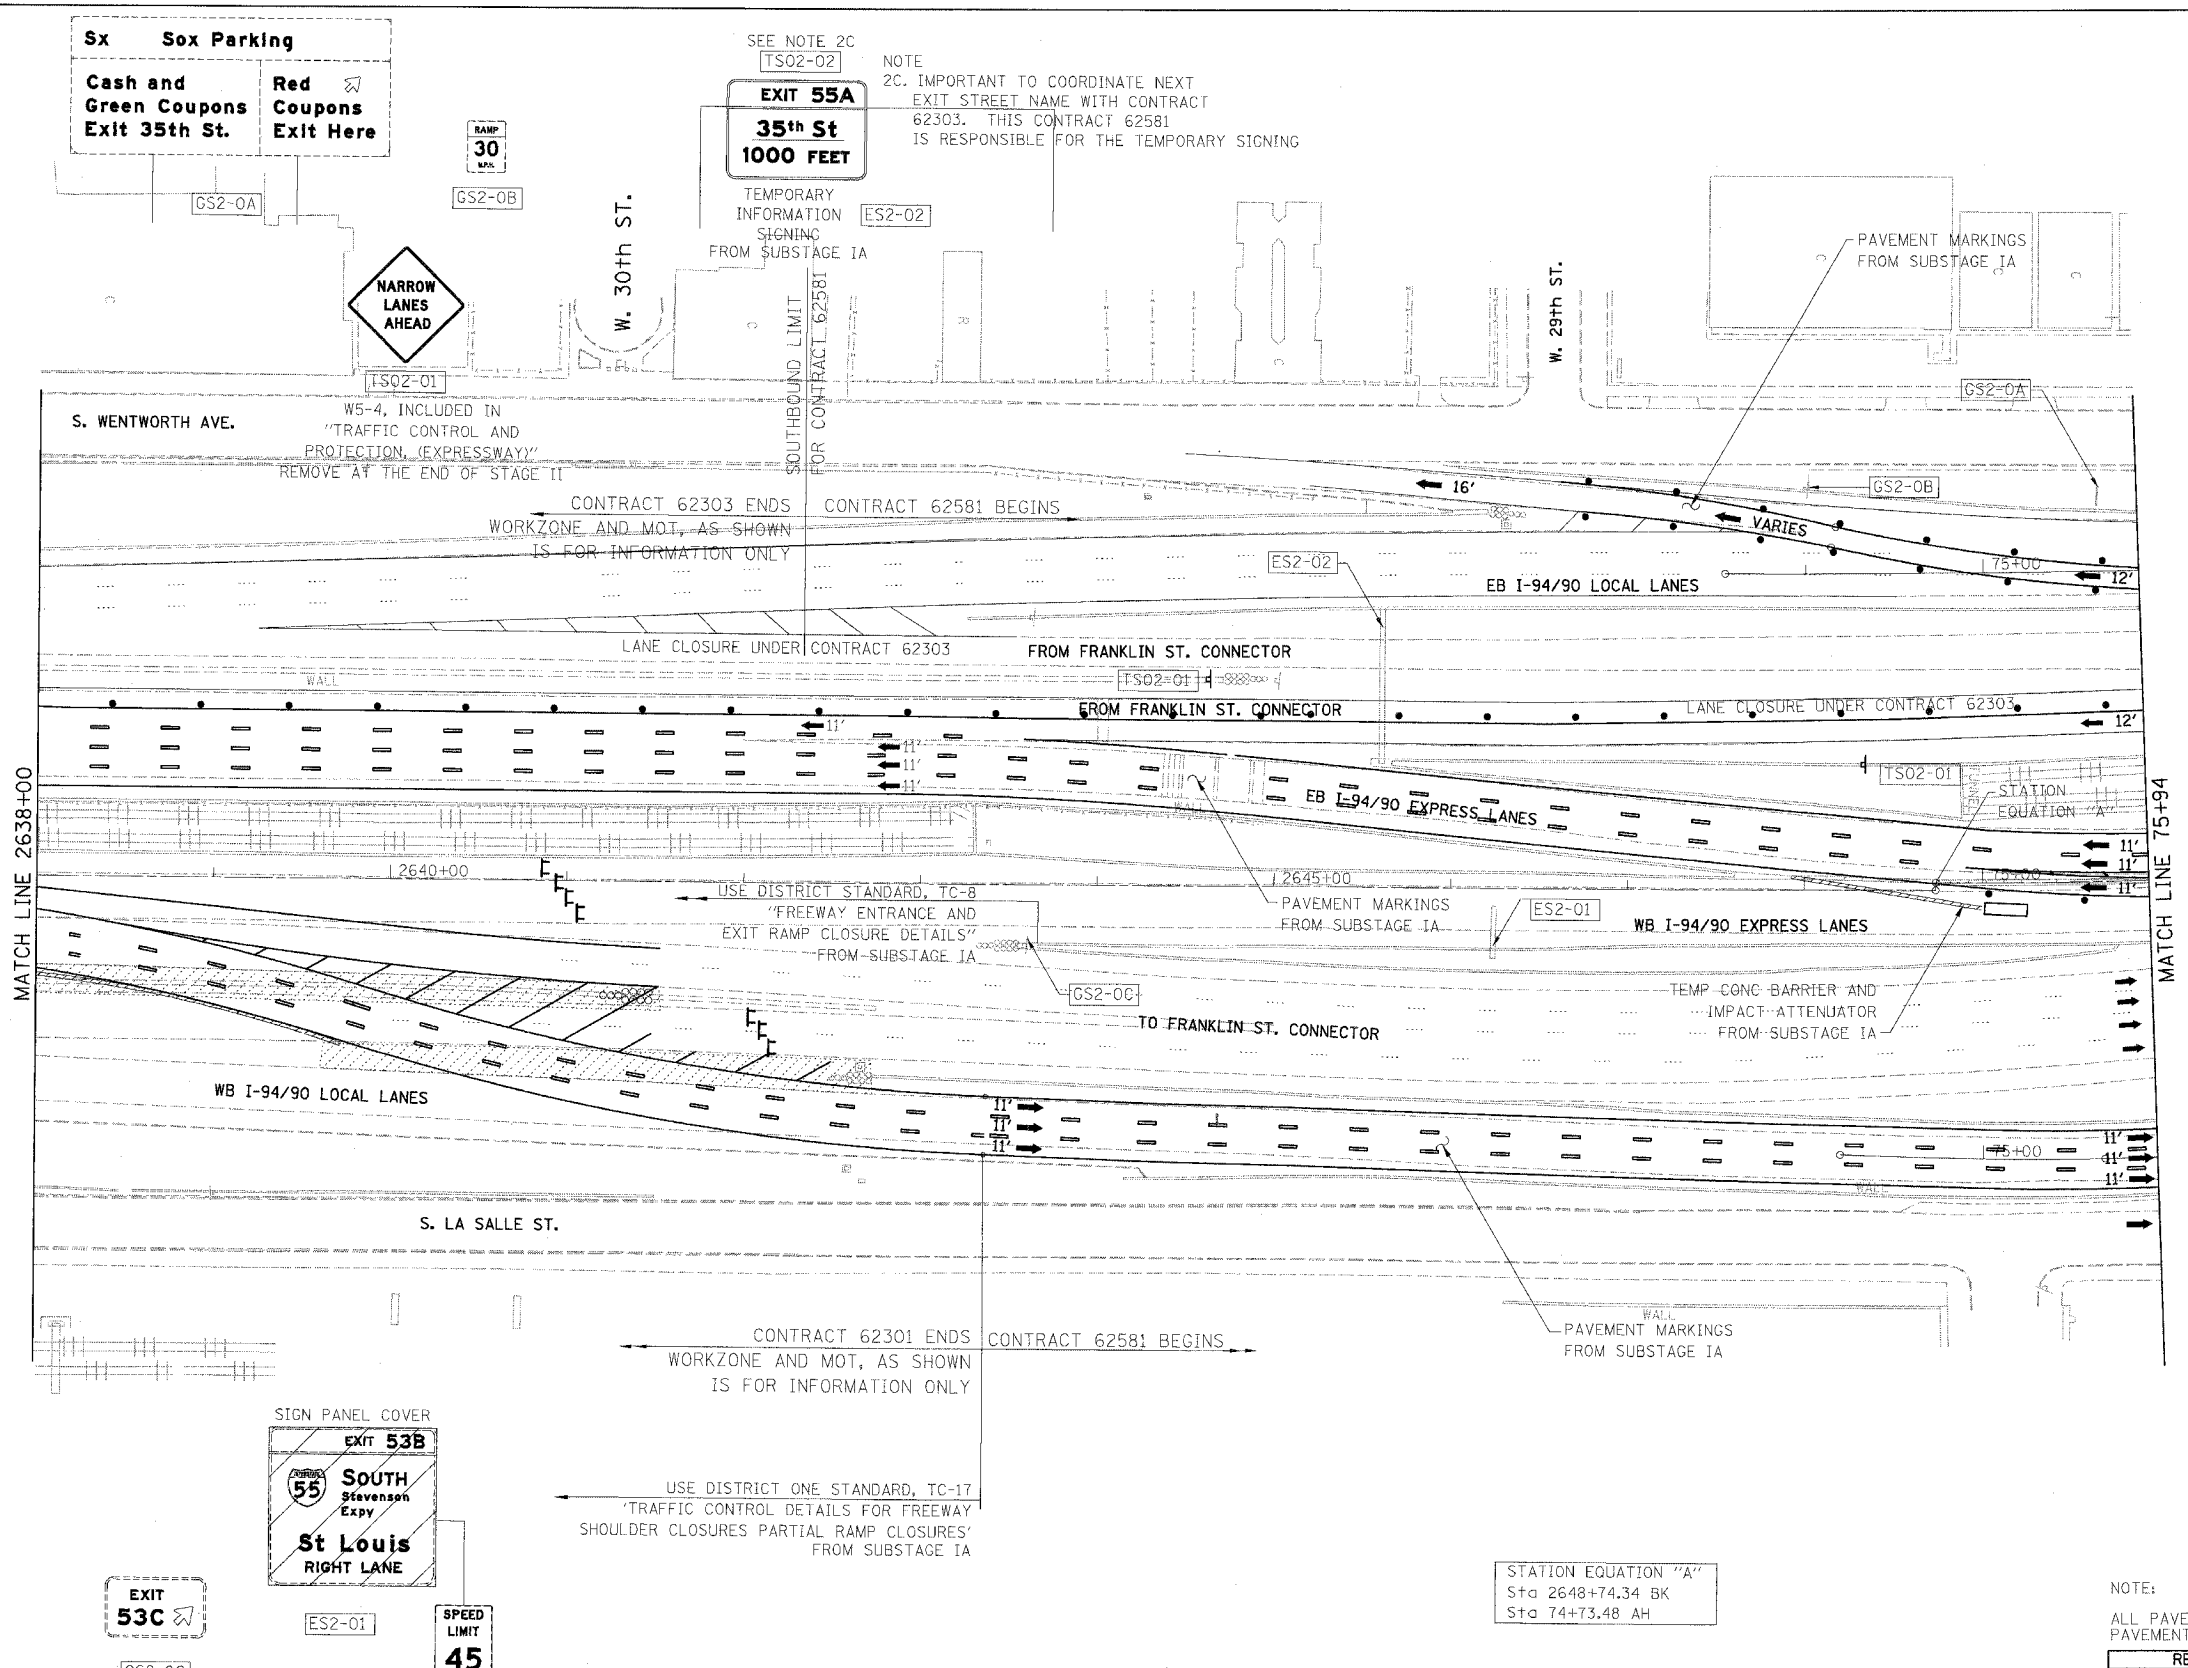 Sx Sox Parking
Cash and
Green Coupons
Exit 35th St.
Red
Coupons
Exit Here
GS2-0A
RAMP
30
M.P.H.
GS2-0B
SEE NOTE 2C
TS02-02
EXIT 55A
35th St
1000 FEET
TEMPORARY
INFORMATION
SIGNING
FROM SUBSTAGE IA
ES2-02
NOTE
2C. IMPORTANT TO COORDINATE NEXT
EXIT STREET NAME WITH CONTRACT
62303. THIS CONTRACT 62581
IS RESPONSIBLE FOR THE TEMPORARY SIGNING
NARROW
LANES
AHEAD
TS02-01
W5-4, INCLUDED IN
"TRAFFIC CONTROL AND
PROTECTION, (EXPRESSWAY)"
REMOVE AT THE END OF STAGE II
W. 30th ST.
SOUTHBOUND LIMIT
FOR CONTRACT 62581
W. 29th ST.
PAVEMENT MARKINGS
FROM SUBSTAGE IA
GS2-0A
S. WENTWORTH AVE.
GS2-0B
CONTRACT 62303 ENDS
WORKZONE AND MOT, AS SHOWN
IS FOR INFORMATION ONLY
CONTRACT 62581 BEGINS
16'
VARIES
75+00
12'
ES2-02
EB I-94/90 LOCAL LANES
LANE CLOSURE UNDER CONTRACT 62303
FROM FRANKLIN ST. CONNECTOR
WALL
TS02-01
FROM FRANKLIN ST. CONNECTOR
LANE CLOSURE UNDER CONTRACT 62303
12'
11'
11'
11'
11'
TS02-01
STATION
EQUATION "A"
EB I-94/90 EXPRESS LANES
WALL
11'
11'
11'
MATCH LINE 2638+00
MATCH LINE 75+94
2640+00
2645+00
75+00
USE DISTRICT STANDARD, TC-8
"FREEWAY ENTRANCE AND
EXIT RAMP CLOSURE DETAILS"
FROM SUBSTAGE IA
PAVEMENT MARKINGS
FROM SUBSTAGE IA
ES2-01
WB I-94/90 EXPRESS LANES
GS2-0C
TO FRANKLIN ST. CONNECTOR
TEMP CONC BARRIER AND
IMPACT ATTENUATOR
FROM SUBSTAGE IA
WB I-94/90 LOCAL LANES
11'
11'
11'
75+00
11'
11'
11'
WALL
S. LA SALLE ST.
WALL
PAVEMENT MARKINGS
FROM SUBSTAGE IA
CONTRACT 62301 ENDS
WORKZONE AND MOT, AS SHOWN
IS FOR INFORMATION ONLY
CONTRACT 62581 BEGINS
SIGN PANEL COVER
EXIT 53B
55
SOUTH
Stevenson
Expy
St Louis
RIGHT LANE
ES2-01
USE DISTRICT ONE STANDARD, TC-17
'TRAFFIC CONTROL DETAILS FOR FREEWAY
SHOULDER CLOSURES PARTIAL RAMP CLOSURES'
FROM SUBSTAGE IA
EXIT
53C
SPEED
LIMIT
45
STATION EQUATION "A"
Sta 2648+74.34 BK
Sta 74+73.48 AH
NOTE:
ALL PAVE
PAVEMENT
RE